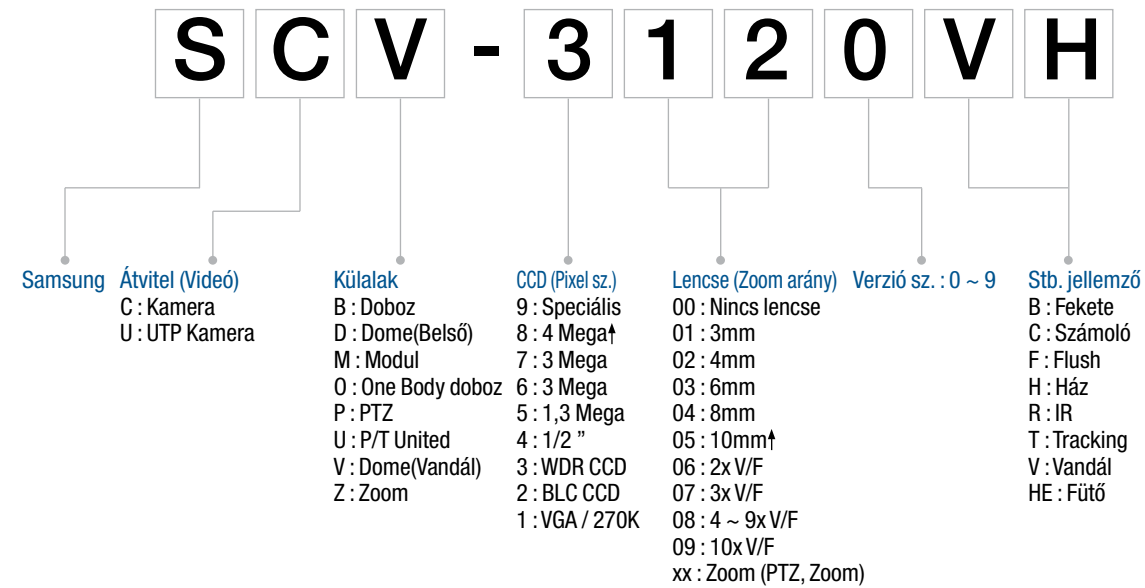 SCV-3120VH
Samsung
Átvitel (Videó)
C : Kamera
U : UTP Kamera
Külalak
B : Doboz
D : Dome(Belső)
M : Modul
O : One Body doboz
P : PTZ
U : P/T United
V : Dome(Vandál)
Z : Zoom
CCD (Pixel sz.)
9 : Speciális
8 : 4 Mega↑
7 : 3 Mega
6 : 3 Mega
5 : 1,3 Mega
4 : 1/2 ”
3 : WDR CCD
2 : BLC CCD
1 : VGA / 270K
Lencse (Zoom arány)
00 : Nincs lencse
01 : 3mm
02 : 4mm
03 : 6mm
04 : 8mm
05 : 10mm↑
06 : 2x V/F
07 : 3x V/F
08 : 4 ~ 9x V/F
09 : 10x V/F
xx : Zoom (PTZ, Zoom)
Verzió sz. : 0 ~ 9
Stb. jellemző
B : Fekete
C : Számoló
F : Flush
H : Ház
R : IR
T : Tracking
V : Vandál
HE : Fütő